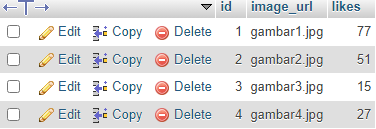 id image_url likes
Edit Copy Delete 1 gambar1.jpg 77
Edit Copy Delete 2 gambar2.jpg 51
Edit Copy Delete 3 gambar3.jpg 15
Edit Copy Delete 4 gambar4.jpg 27